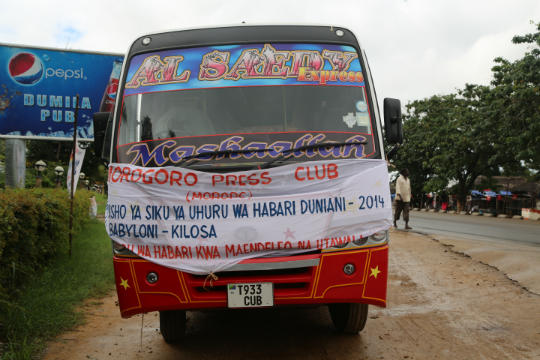 pepsi
DUMILA
PUB
AL SAEDY
Express
Mashaallah
MOROGORO PRESS CLUB
(MOROPC)
ISHO YA SIKU YA UHURU WA HABARI DUNIANI - 2014
BABYLONI - KILOSA
WA HABARI KWA MAENDELEO NA UTAWALA
T933
CUB